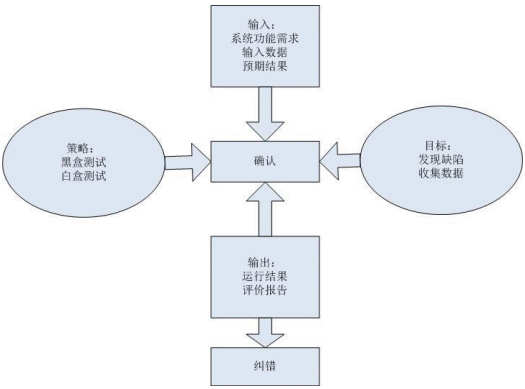 输入：
系统功能需求
输入数据
预期结果
策略：
黑盒测试
白盒测试
确认
目标：
发现缺陷
收集数据
输出：
运行结果
评价报告
纠错